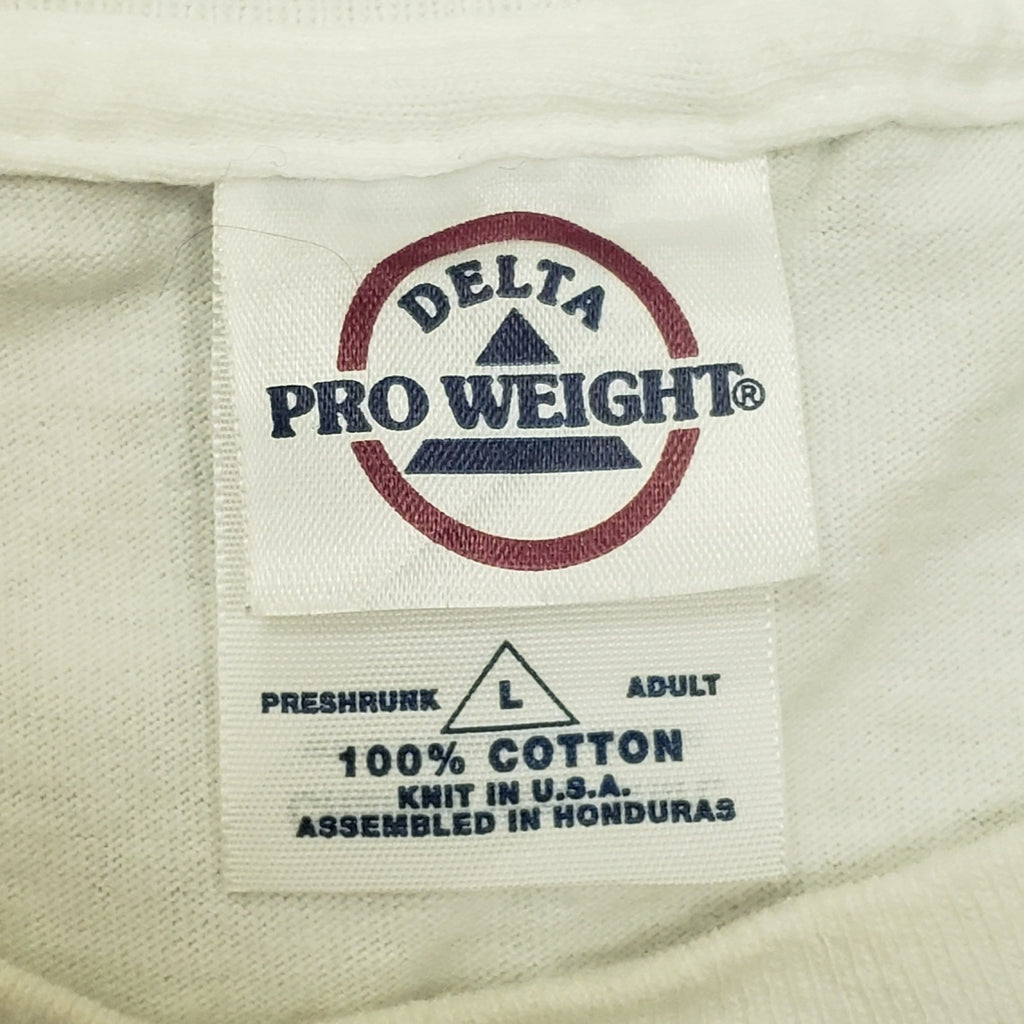 DELTA
PRO WEIGHT®
PRESHRUNK L ADULT
100% COTTON
KNIT IN U.S.A.
ASSEMBLED IN HONDURAS